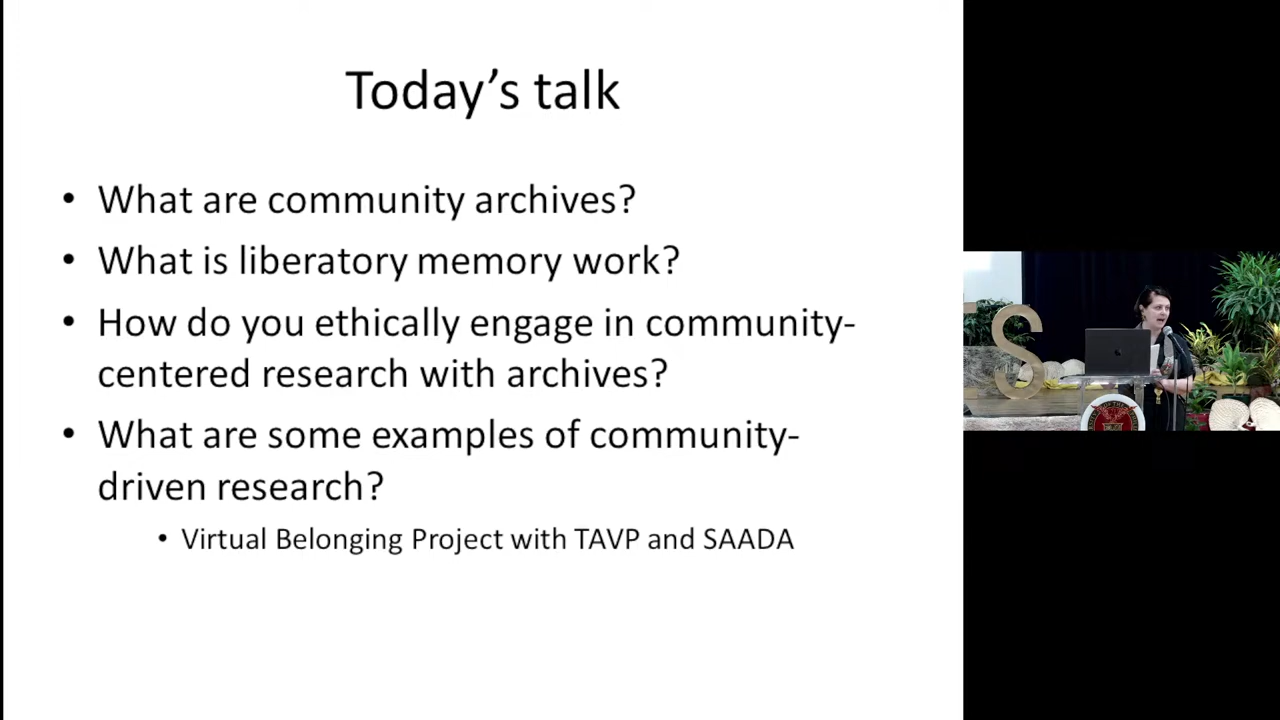 Today's talk
• What are community archives?
• What is liberatory memory work?
• How do you ethically engage in community-
centered research with archives?
• What are some examples of community-
driven research?
• Virtual Belonging Project with TAVP and SAADA
S